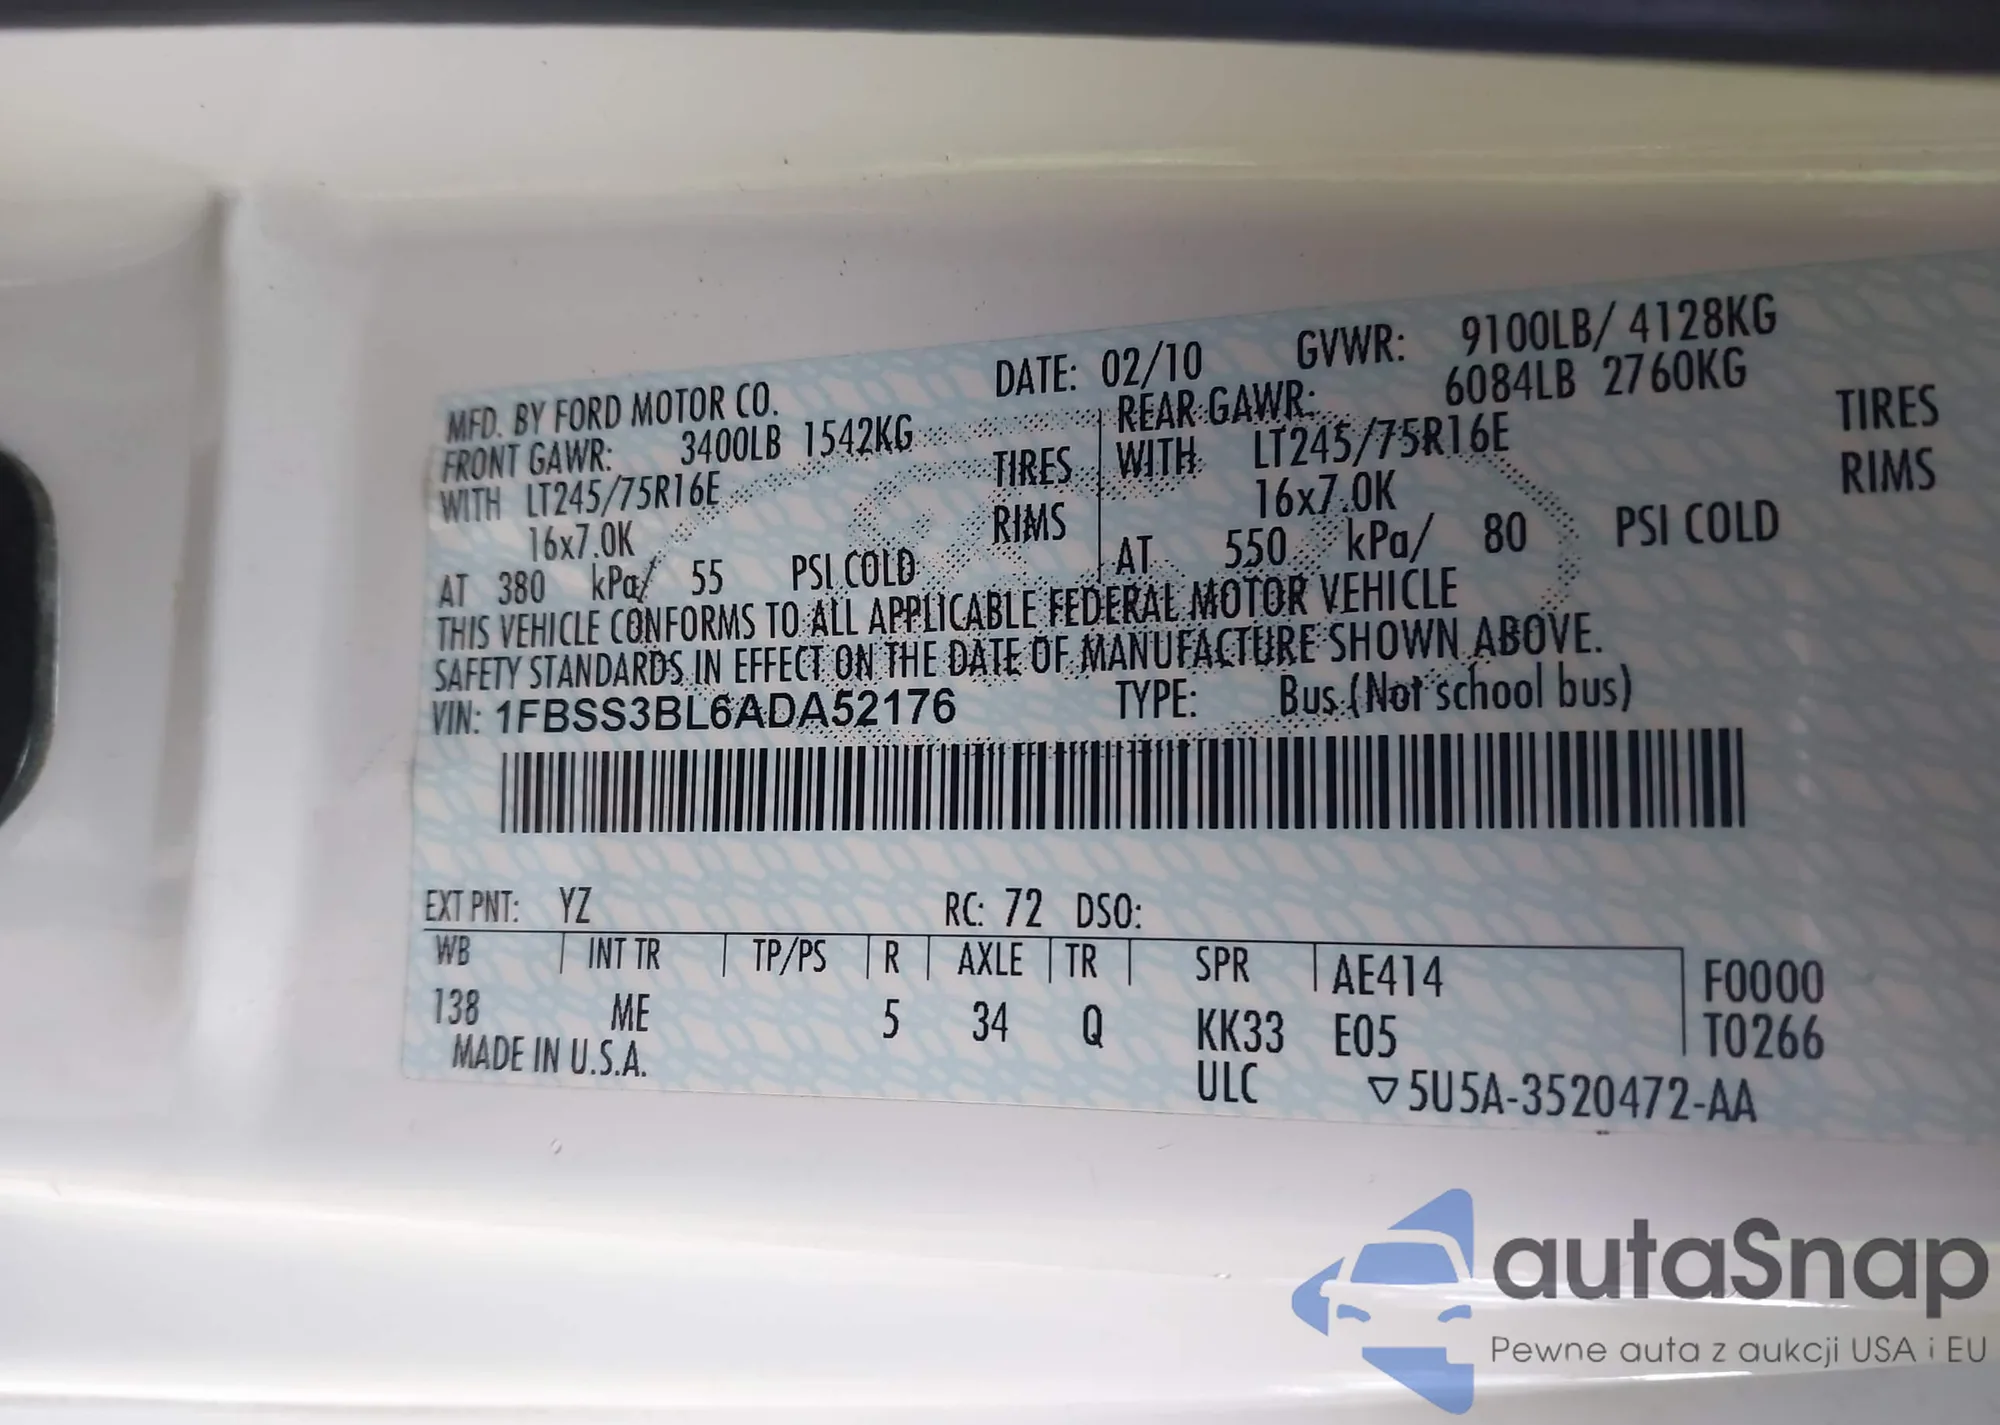 MFD. BY FORD MOTOR CO. DATE: 02/10 GVWR: 9100LB/ 4128KG
FRONT GAWR: 3400LB 1542KG REAR GAWR: 6084LB 2760KG
WITH LT245/75R16E TIRES WITH LT245/75R16E TIRES
16x7.0K RIMS 16x7.0K RIMS
AT 380 kPa/ 55 PSI COLD AT 550 kPa/ 80 PSI COLD
THIS VEHICLE CONFORMS TO ALL APPLICABLE FEDERAL MOTOR VEHICLE
SAFETY STANDARDS IN EFFECT ON THE DATE OF MANUFACTURE SHOWN ABOVE.
VIN: 1FBSS3BL6ADA52176 TYPE: Bus (Not school bus)
EXT PNT: YZ RC: 72 DSO:
WB INT TR TP/PS R AXLE TR SPR AE414 F0000
138 ME 5 34 Q KK33 E05 T0266
MADE IN U.S.A. ULC ▽5U5A-3520472-AA
autaSnap
Pewne auta z aukcji USA i EU